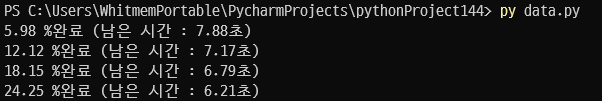 PS C:\Users\WhitmemPortable\PycharmProjects\pythonProject144> py data.py
5.98 %완료 (남은 시간 : 7.88초)
12.12 %완료 (남은 시간 : 7.17초)
18.15 %완료 (남은 시간 : 6.79초)
24.25 %완료 (남은 시간 : 6.21초)